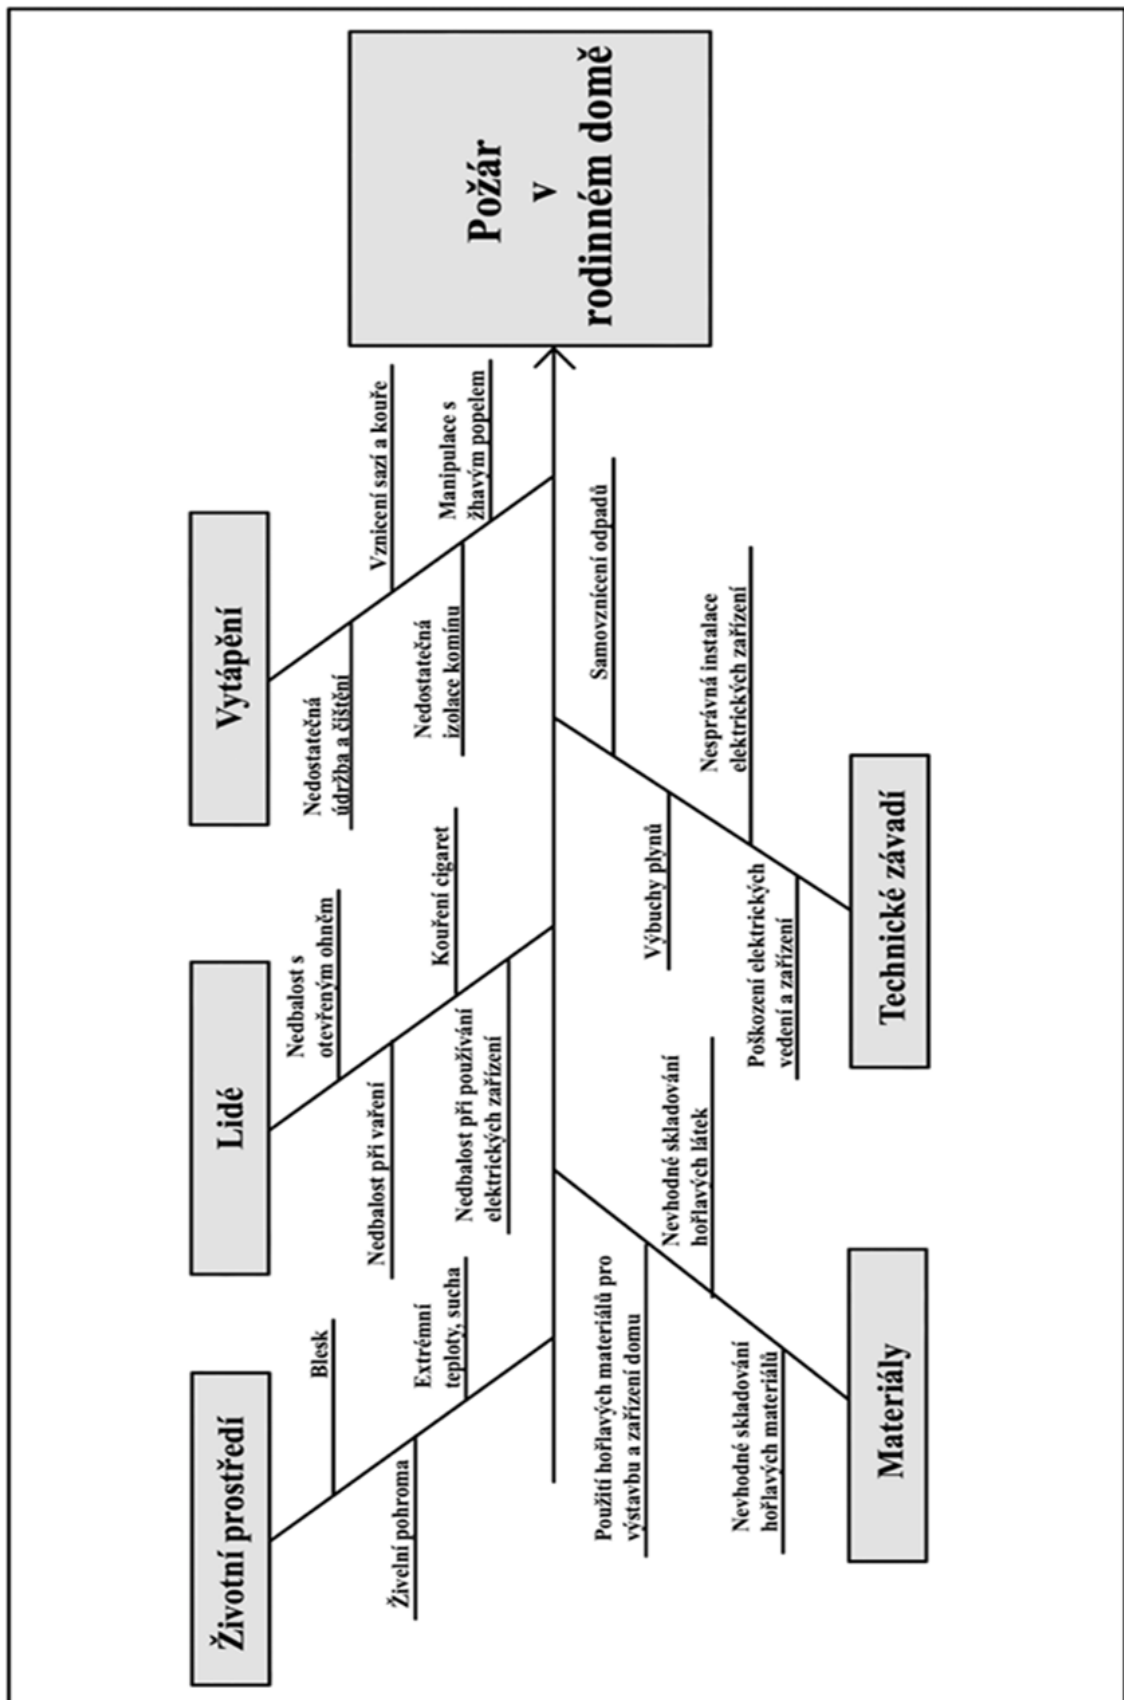 Životní prostředí
Blesk
Živelní pohroma
Extrémní
teploty, sucha
Lidé
Nedbalost s
otevřeným ohněm
Nedbalost při vaření
Kouření cigaret
Nedbalost při používání
elektrických zařízení
Vytápění
Nedostatečná
údržba a čištění
Vznicení sazí a kouře
Nedostatečná
izolace komínu
Manipulace s
žhavým popelem
Požár
v
rodinném domě
Použití hořlavých materiálů pro
výstavbu a zařízení domu
Nevhodné skladování
hořlavých látek
Nevhodné skladování
hořlavých materiálů
Materiály
Samovznícení odpadů
Výbuchy plynů
Nesprávná instalace
elektrických zařízení
Poškození elektrických
vedení a zařízení
Technické závadí